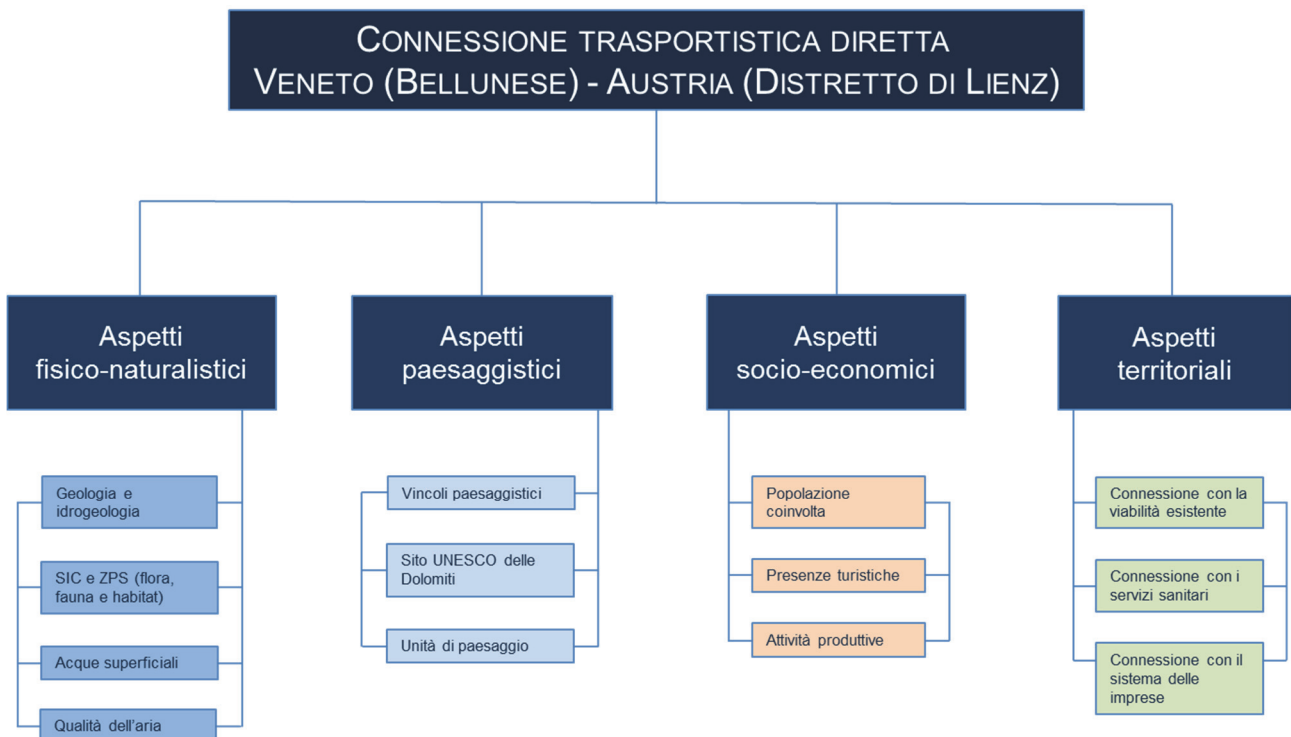 CONNESSIONE TRASPORTISTICA DIRETTA
VENETO (BELLUNESE) - AUSTRIA (DISTRETTO DI LIENZ)
Aspetti
fisico-naturalistici
Geologia e
idrogeologia
SIC e ZPS (flora,
fauna e habitat)
Acque superficiali
Qualità dell'aria
Aspetti
paesaggistici
Vincoli paesaggistici
Sito UNESCO delle
Dolomiti
Unità di paesaggio
Aspetti
socio-economici
Popolazione
coinvolta
Presenze turistiche
Attività produttive
Aspetti
territoriali
Connessione con la
viabilità esistente
Connessione con i
servizi sanitari
Connessione con il
sistema delle
imprese